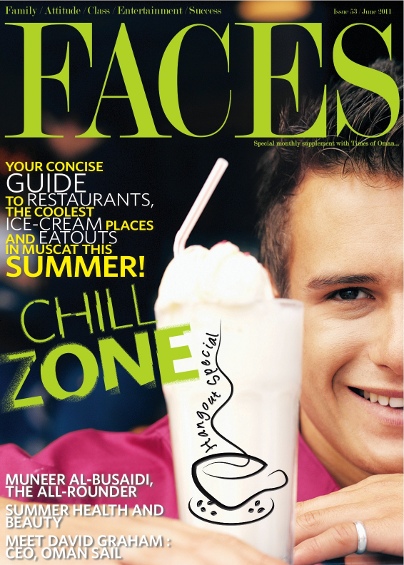 Family / Attitude / Class / Entertainment / Success
Issue 53 / June 2011
FACES
Special monthly supplement with Times of Oman...
YOUR CONCISE
GUIDE
TO RESTAURANTS,
THE COOLEST
ICE-CREAM PLACES
AND EATOUTS
IN MUSCAT THIS
SUMMER!
CHILL
ZONE
Hangout Special
MUNEER AL-BUSAIDI,
THE ALL-ROUNDER
SUMMER HEALTH AND
BEAUTY
MEET DAVID GRAHAM :
CEO, OMAN SAIL